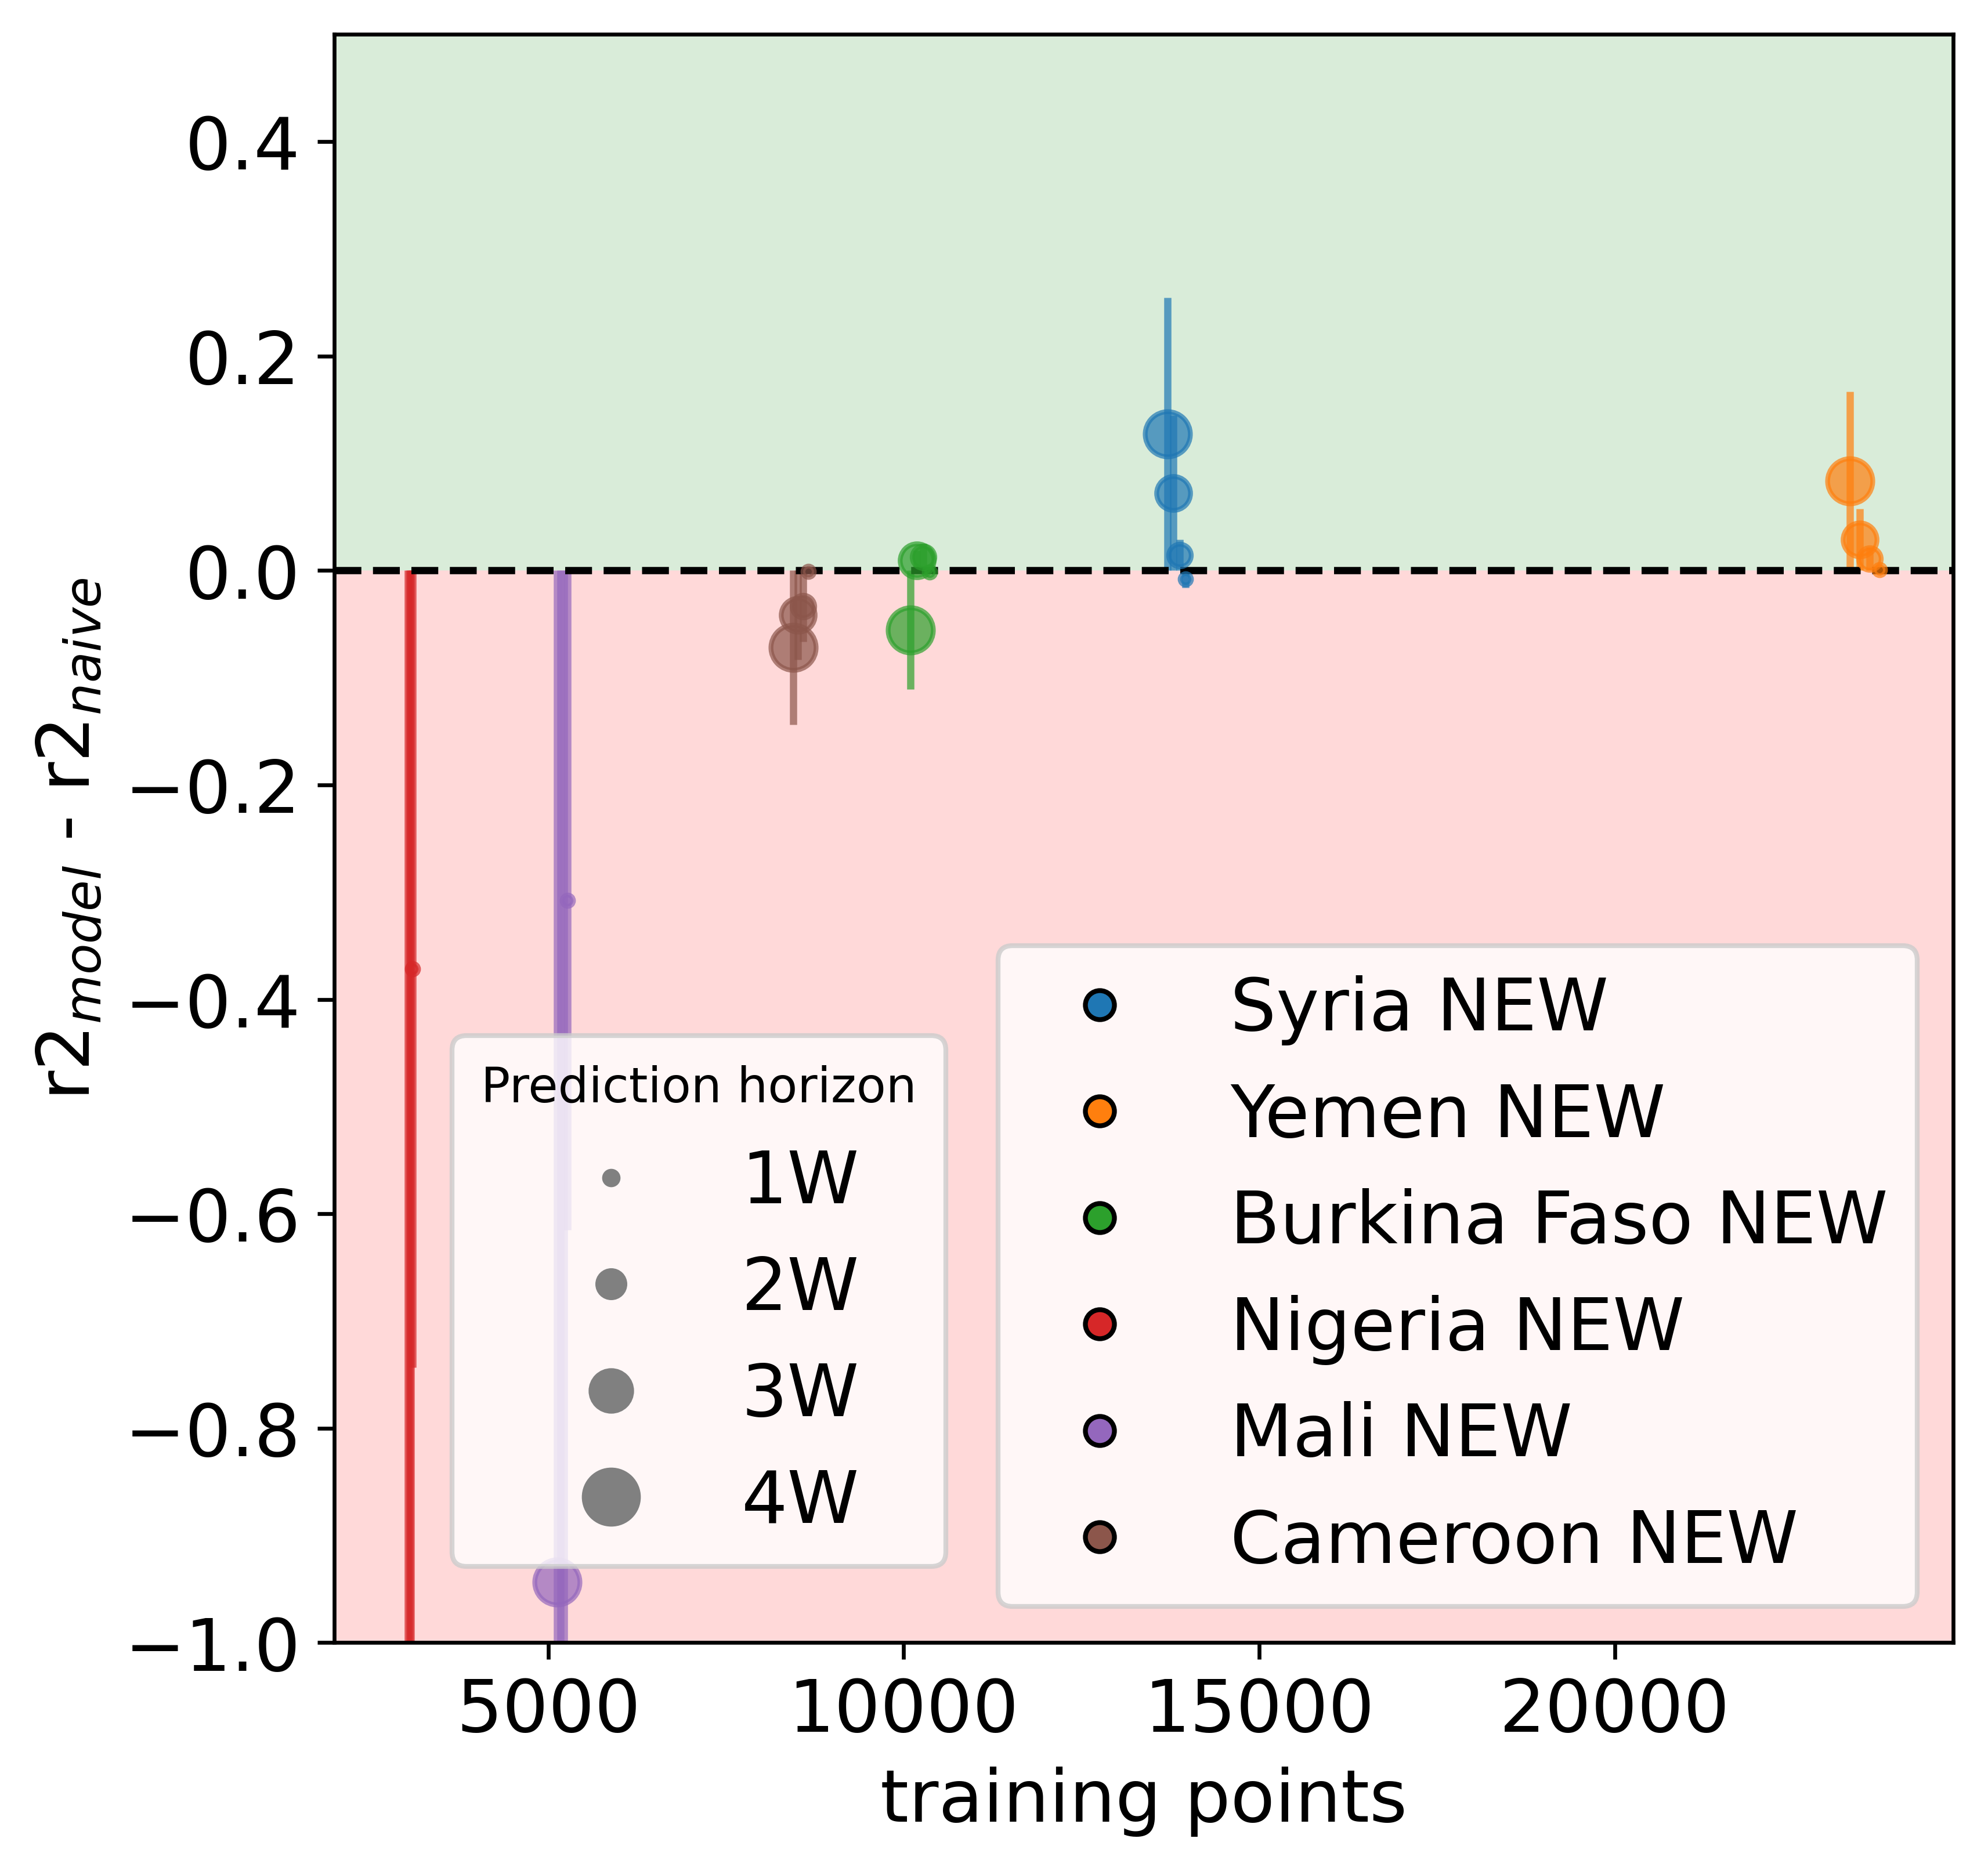 0.4
0.2
0.0
−0.2
−0.4
−0.6
−0.8
−1.0
r2model - r2naive
5000 10000 15000 20000
training points
Prediction horizon
1W
2W
3W
4W
Syria NEW
Yemen NEW
Burkina Faso NEW
Nigeria NEW
Mali NEW
Cameroon NEW